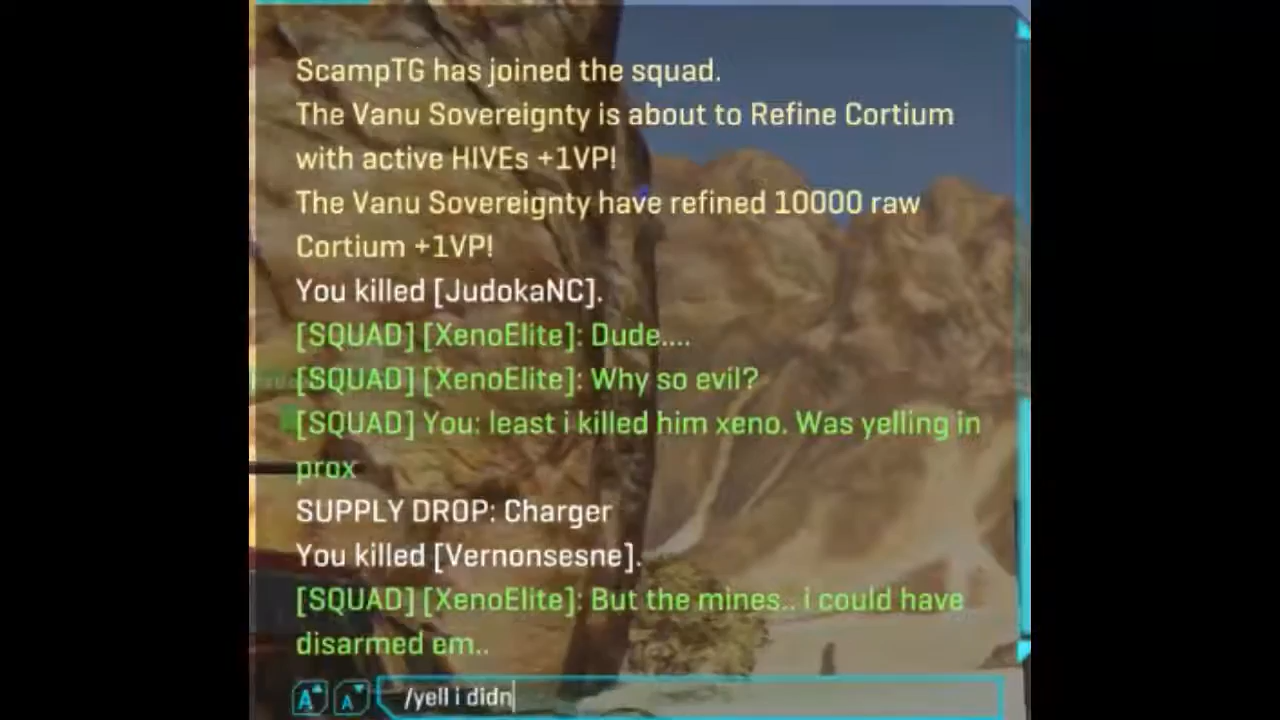 ScampTG has joined the squad.
The Vanu Sovereignty is about to Refine Cortium
with active HIVEs +1VP!
The Vanu Sovereignty have refined 10000 raw
Cortium +1VP!
You killed [JudokaNC].
[SQUAD] [XenoElite]: Dude....
[SQUAD] [XenoElite]: Why so evil?
[SQUAD] You: least i killed him xeno. Was yelling in
prox
SUPPLY DROP: Charger
You killed [Vernonsesne].
[SQUAD] [XenoElite]: But the mines.. i could have
disarmed em..
A A /yell i didn